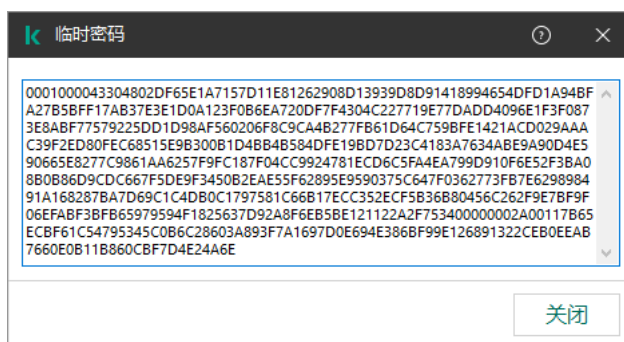 临时密码
0001000043304802DF65E1A7157D11E81262908D13939D8D91418994654DFD1A94BF
A27B5BFF17AB37E3E1D0A123F0B6EA720DF7F4304C227719E77DADD4096E1F3F087
3E8ABF77579225DD1D98AF560206F8C9CA4B277FB61D64C759BFE1421ACD029AAA
C39F2ED80FEC68515E9B300B1D4BB4B584DFE19BD7D23C4183A7634ABE9A90D4E5
90665E8277C9861AA6257F9FC187F04CC9924781ECD6C5FA4EA799D910F6E52F3BA0
8B0B86D9CDC667F5DE9F3450B2EAE55F62895E9590375C647F0362773FB7E6298984
91A168287BA7D69C1C4DB0C1797581C66B17ECC352ECF5B36B80456C262F9E7BF9F
06EFABF3BFB65979594F1825637D92A8F6EB5BE121122A2F753400000002A00117B65
ECBF61C54795345C0B6C28603A893F7A1697D0E694E386BF99E126891322CEB0EEAB
7660E0B11B860CBF7D4E24A6E
关闭